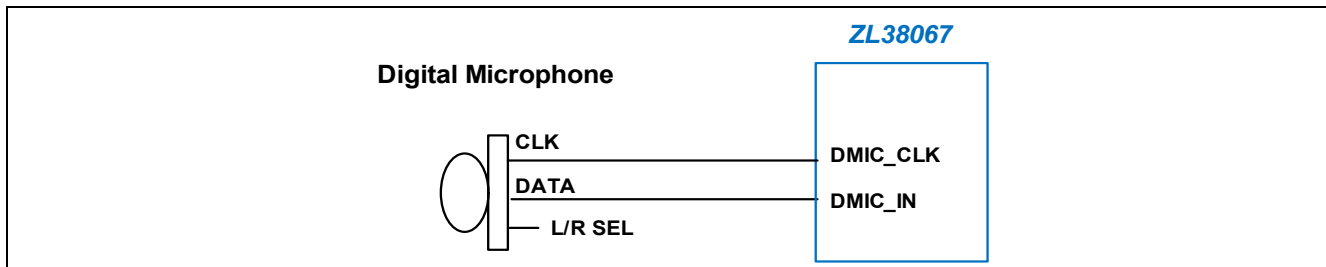 ZL38067
Digital Microphone
CLK
DMIC_CLK
DATA
DMIC_IN
L/R SEL